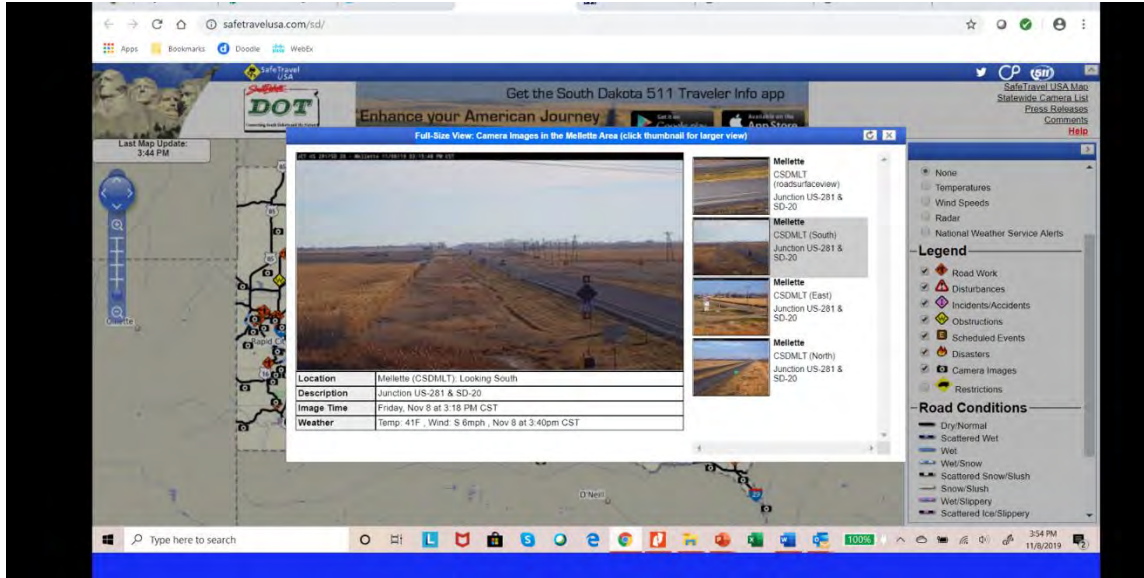 safetravelusa.com/sd/
Apps
Bookmarks
Doodle
WebEx
SafeTravel
USA
DOT
Get the South Dakota 511 Traveler Info app
Enhance your American Journey
511
SafeTravel USA Map
Statewide Camera List
Press Releases
Comments
Help
Last Map Update:
3:44 PM
Full-Size View: Camera Images in the Mellette Area (click thumbnail for larger view)
Location Mellette (CSDMLT): Looking South
Description Junction US-281 & SD-20
Image Time Friday, Nov 8 at 3:18 PM CST
Weather Temp: 41F , Wind: S 6mph , Nov 8 at 3:40pm CST
Mellette
CSDMLT
(roadsurfaceview)
Junction US-281 &
SD-20
Mellette
CSDMLT (South)
Junction US-281 &
SD-20
Mellette
CSDMLT (East)
Junction US-281 &
SD-20
Mellette
CSDMLT (North)
Junction US-281 &
SD-20
None
Temperatures
Wind Speeds
Radar
National Weather Service Alerts
Legend
Road Work
Disturbances
Incidents/Accidents
Obstructions
Scheduled Events
Disasters
Camera Images
Restrictions
Road Conditions
Dry/Normal
Scattered Wet
Wet
Wet/Snow
Scattered Snow/Slush
Snow/Slush
Wet/Slippery
Scattered Ice/Slippery
85
O'Neill
29
Type here to search
100%
3:54 PM
11/8/2019